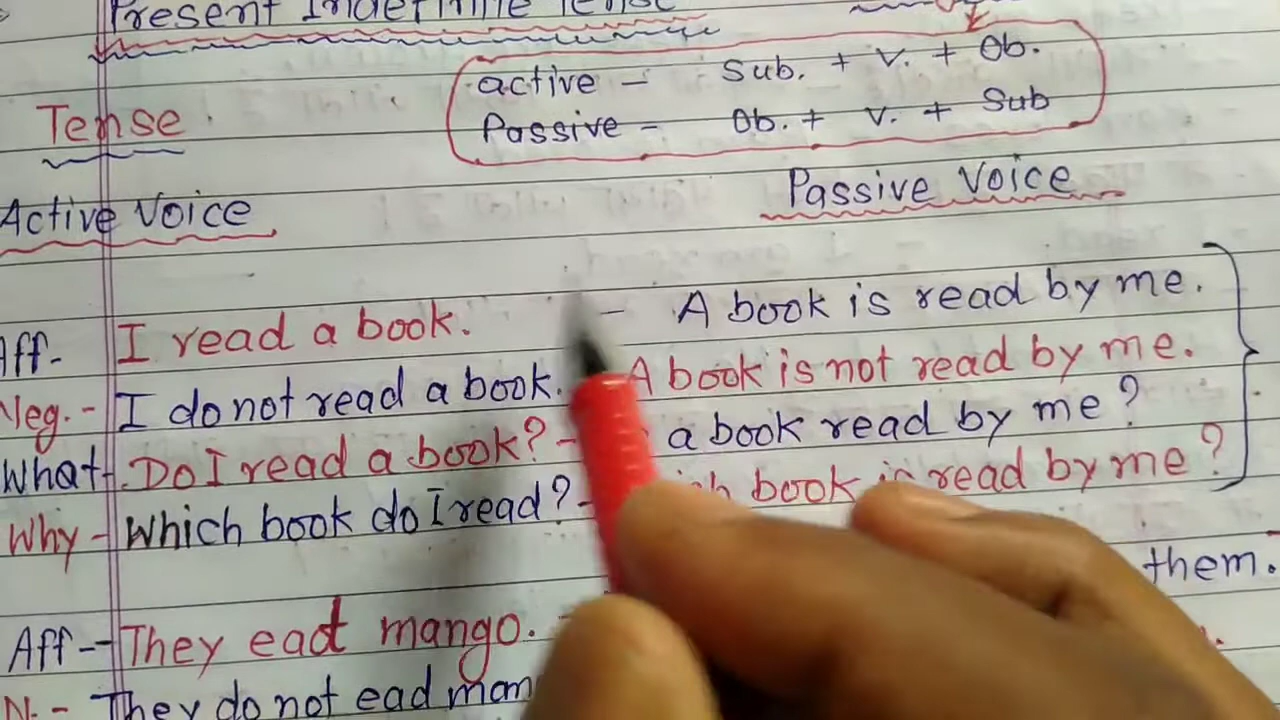 Present Indefinite Tense
active - Sub. + V. + Ob.
Passive - Ob. + V. + Sub
Tense
Active Voice
Passive Voice
Aff- I read a book. - A book is read by me.
Neg. - I do not read a book. A book is not read by me.
What- Do I read a book? - a book read by me?
Why - Which book do I read? - book is read by me?
them.
Aff - They eat mango. -
N. - They do not ead